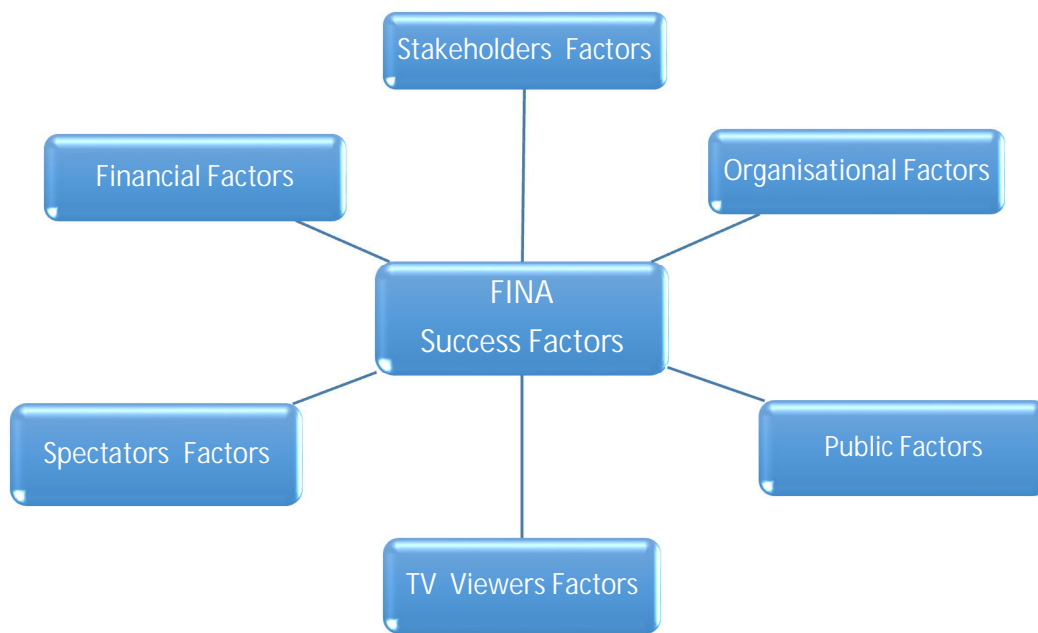 Stakeholders Factors
Financial Factors
Organisational Factors
FINA
Success Factors
Spectators Factors
Public Factors
TV Viewers Factors